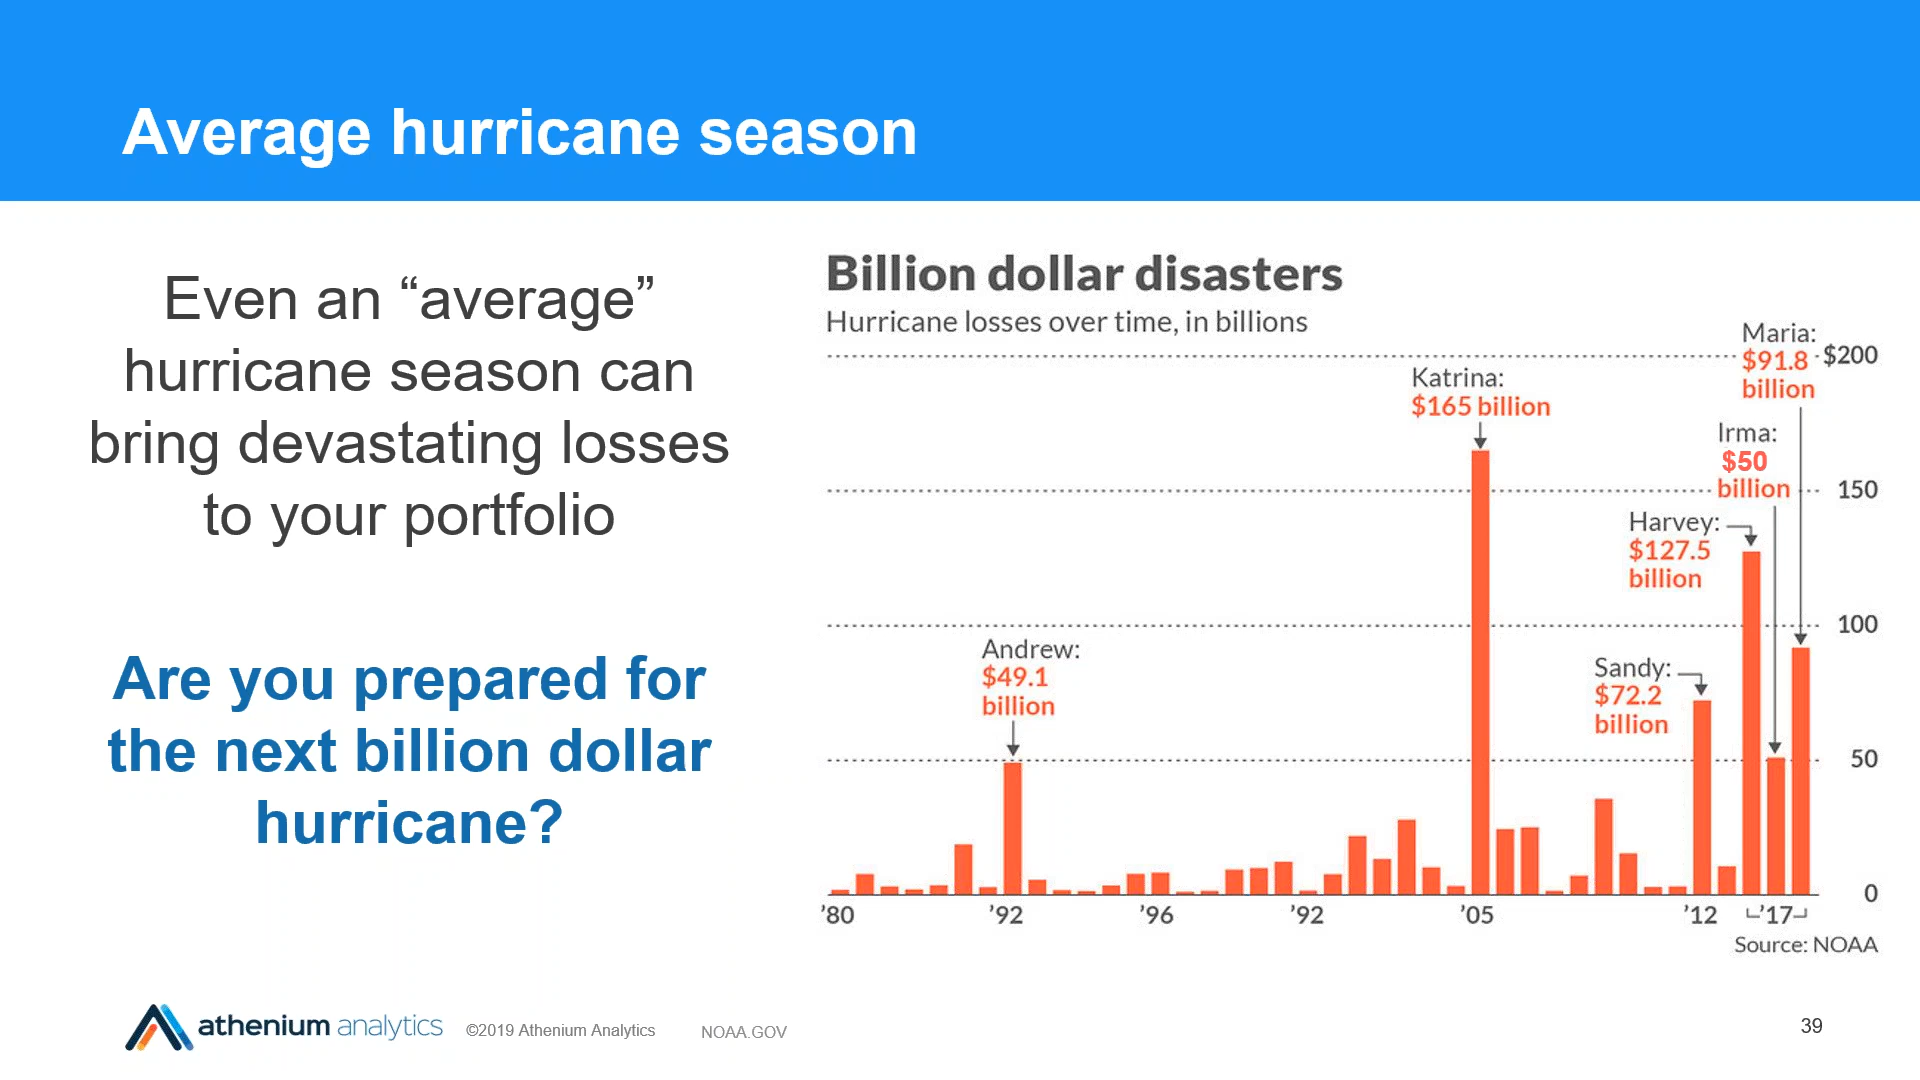 Average hurricane season
Even an “average”
hurricane season can
bring devastating losses
to your portfolio
Are you prepared for
the next billion dollar
hurricane?
Billion dollar disasters
Hurricane losses over time, in billions
Maria:
$91.8
billion
$200
Katrina:
$165 billion
Irma:
$50
billion
150
Harvey:
$127.5
billion
100
Andrew:
$49.1
billion
Sandy:
$72.2
billion
50
0
’80 ’92 ’96 ’92 ’05 ’12 ’17
Source: NOAA
athenium analytics
©2019 Athenium Analytics
NOAA.GOV
39